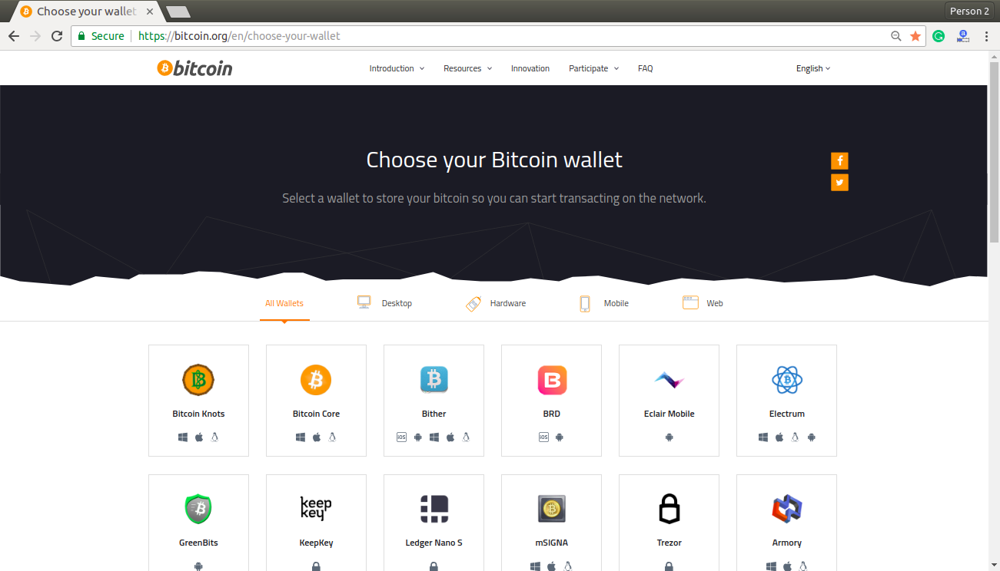 Choose your wallet
Person 2
Secure https://bitcoin.org/en/choose-your-wallet
bitcoin
Introduction Resources Innovation Participate FAQ English
Choose your Bitcoin wallet
Select a wallet to store your bitcoin so you can start transacting on the network.
All Wallets Desktop Hardware Mobile Web
Bitcoin Knots Bitcoin Core Bither BRD Eclair Mobile Electrum
iOS iOS
keep
key
GreenBits KeepKey Ledger Nano S mSIGNA Trezor Armory